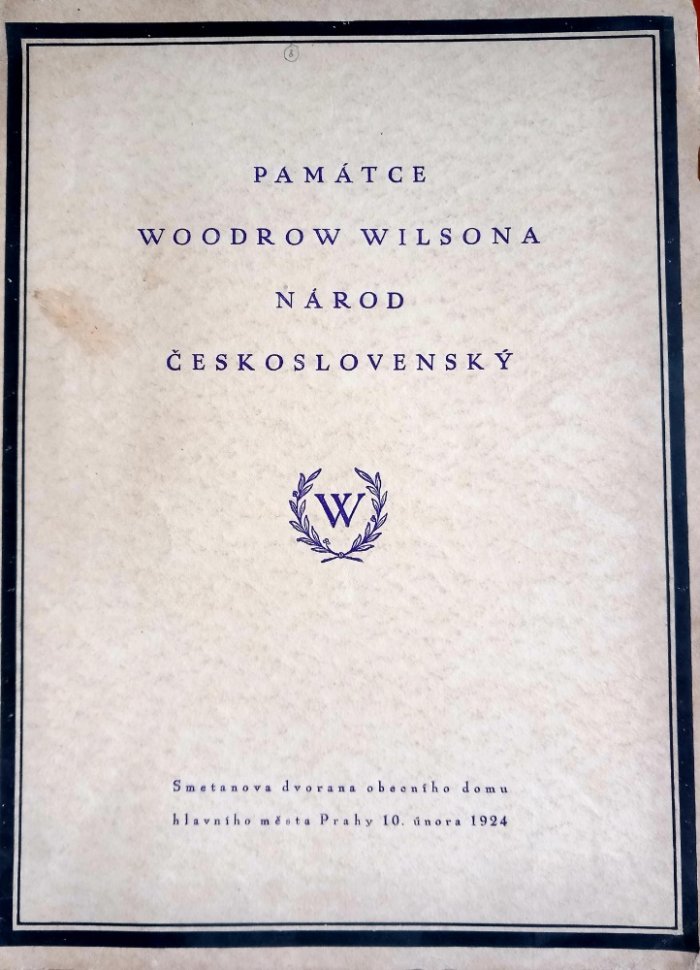 PAMÁTCE
WOODROW WILSONA
NÁROD
ČESKOSLOVENSKÝ
W
Smetanova dvorana obecního domu
hlavního města Prahy 10. února 1924